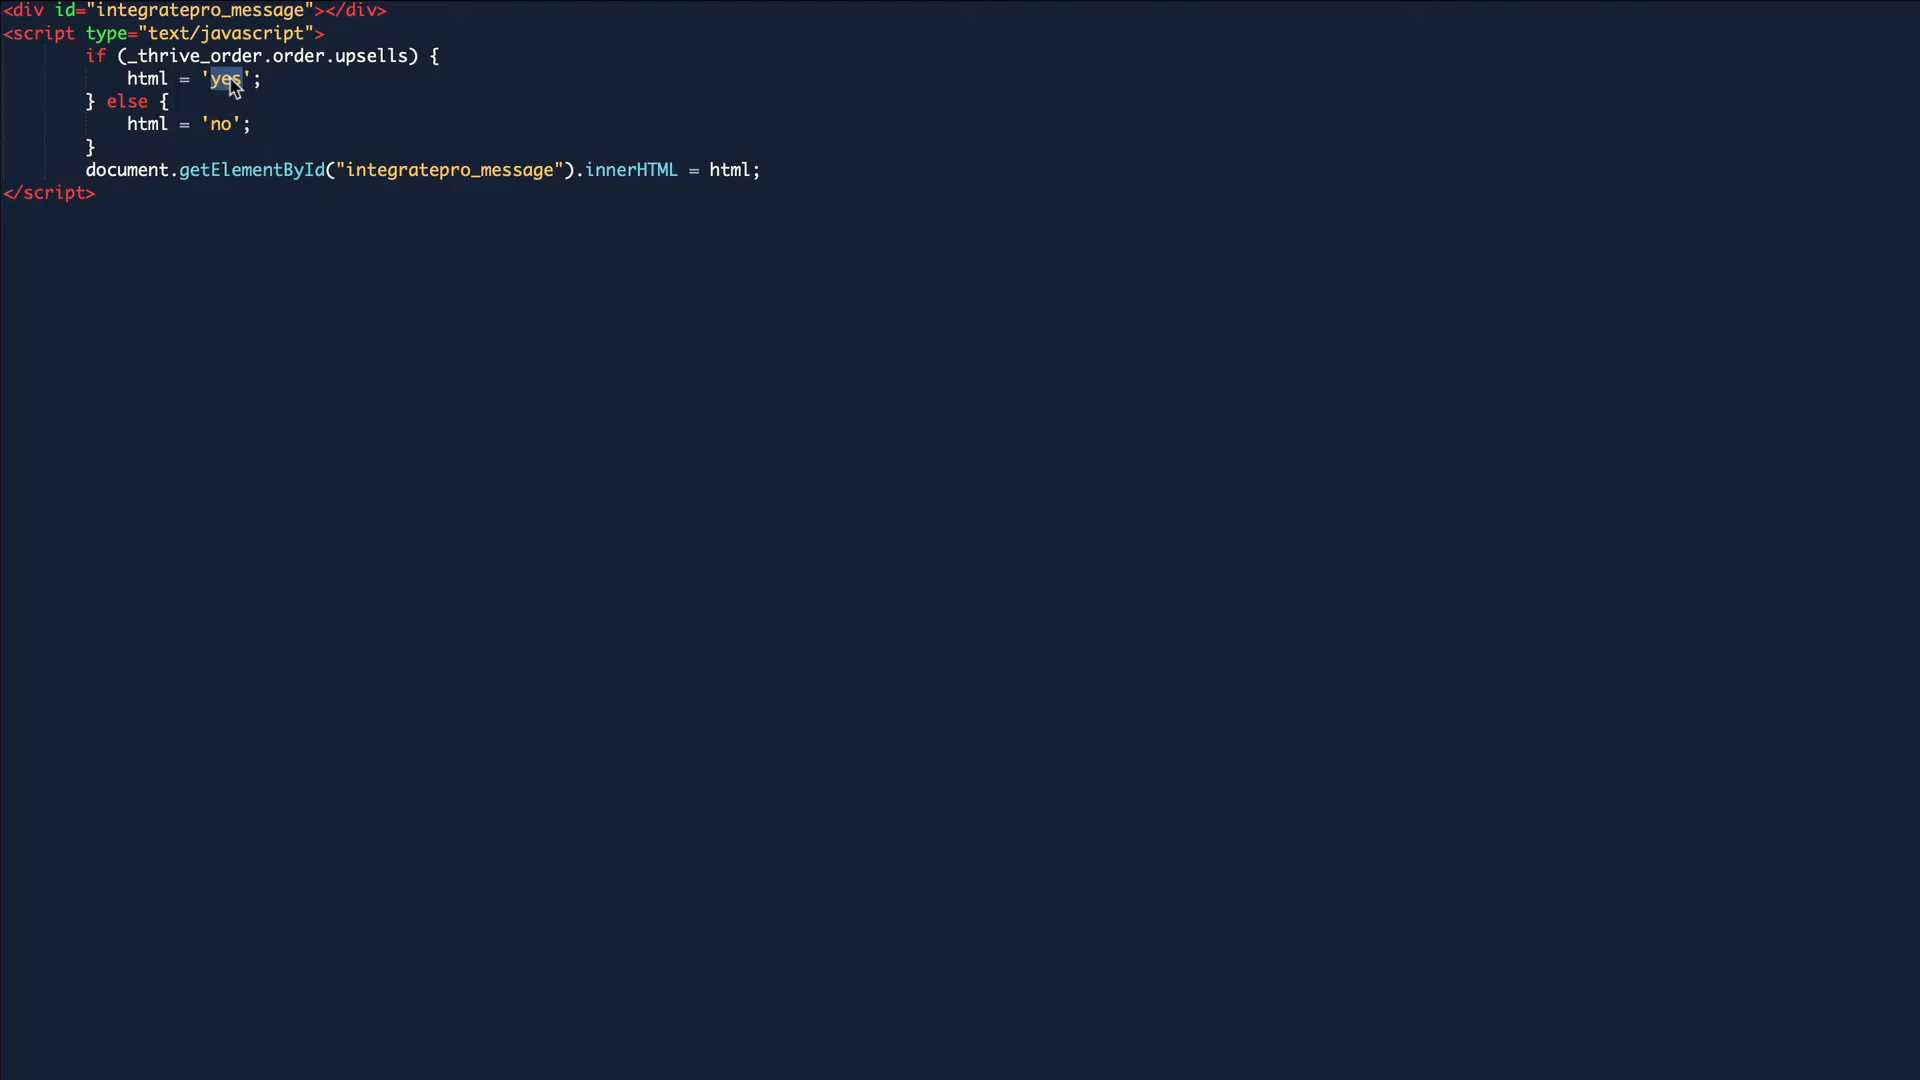 <div id="integratepro_message"></div>
<script type="text/javascript">
        if (_thrive_order.order.upsells) {
            html = 'yes';
        } else {
            html = 'no';
        }
        document.getElementById("integratepro_message").innerHTML = html;
</script>